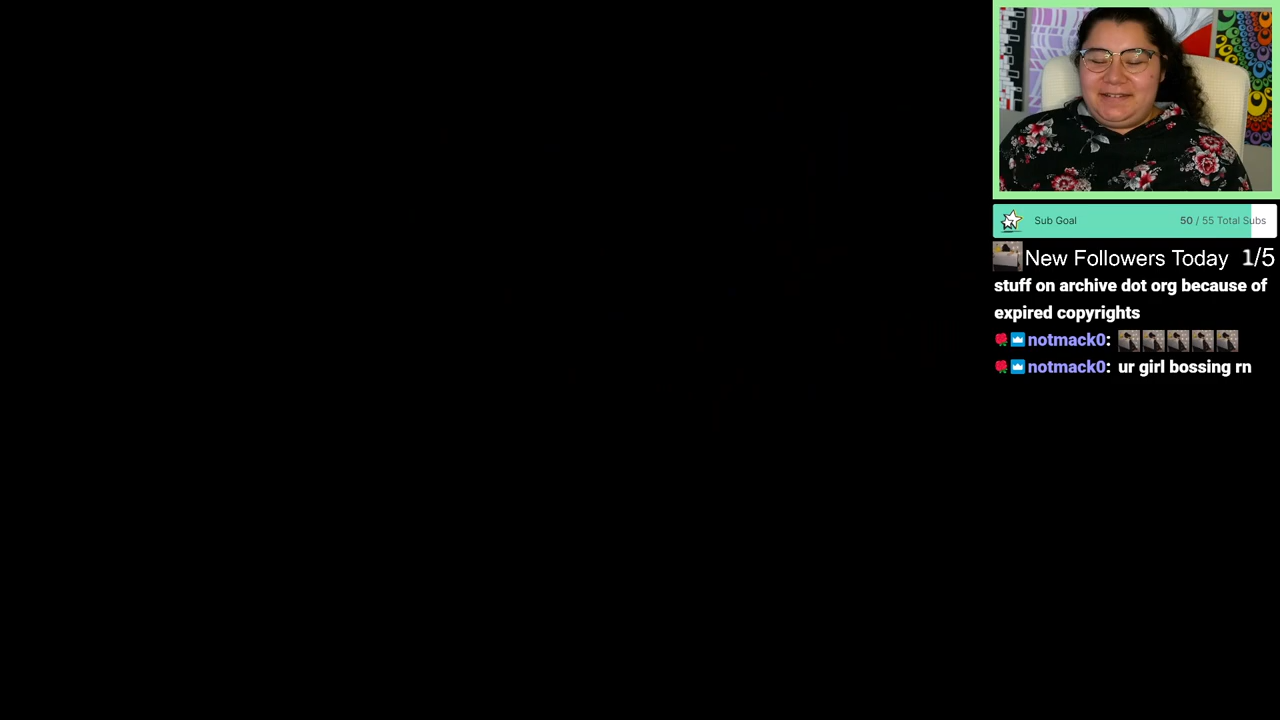 Sub Goal
50 / 55 Total Subs
New Followers Today 1/5
stuff on archive dot org because of
expired copyrights
notmack0:
notmack0: ur girl bossing rn